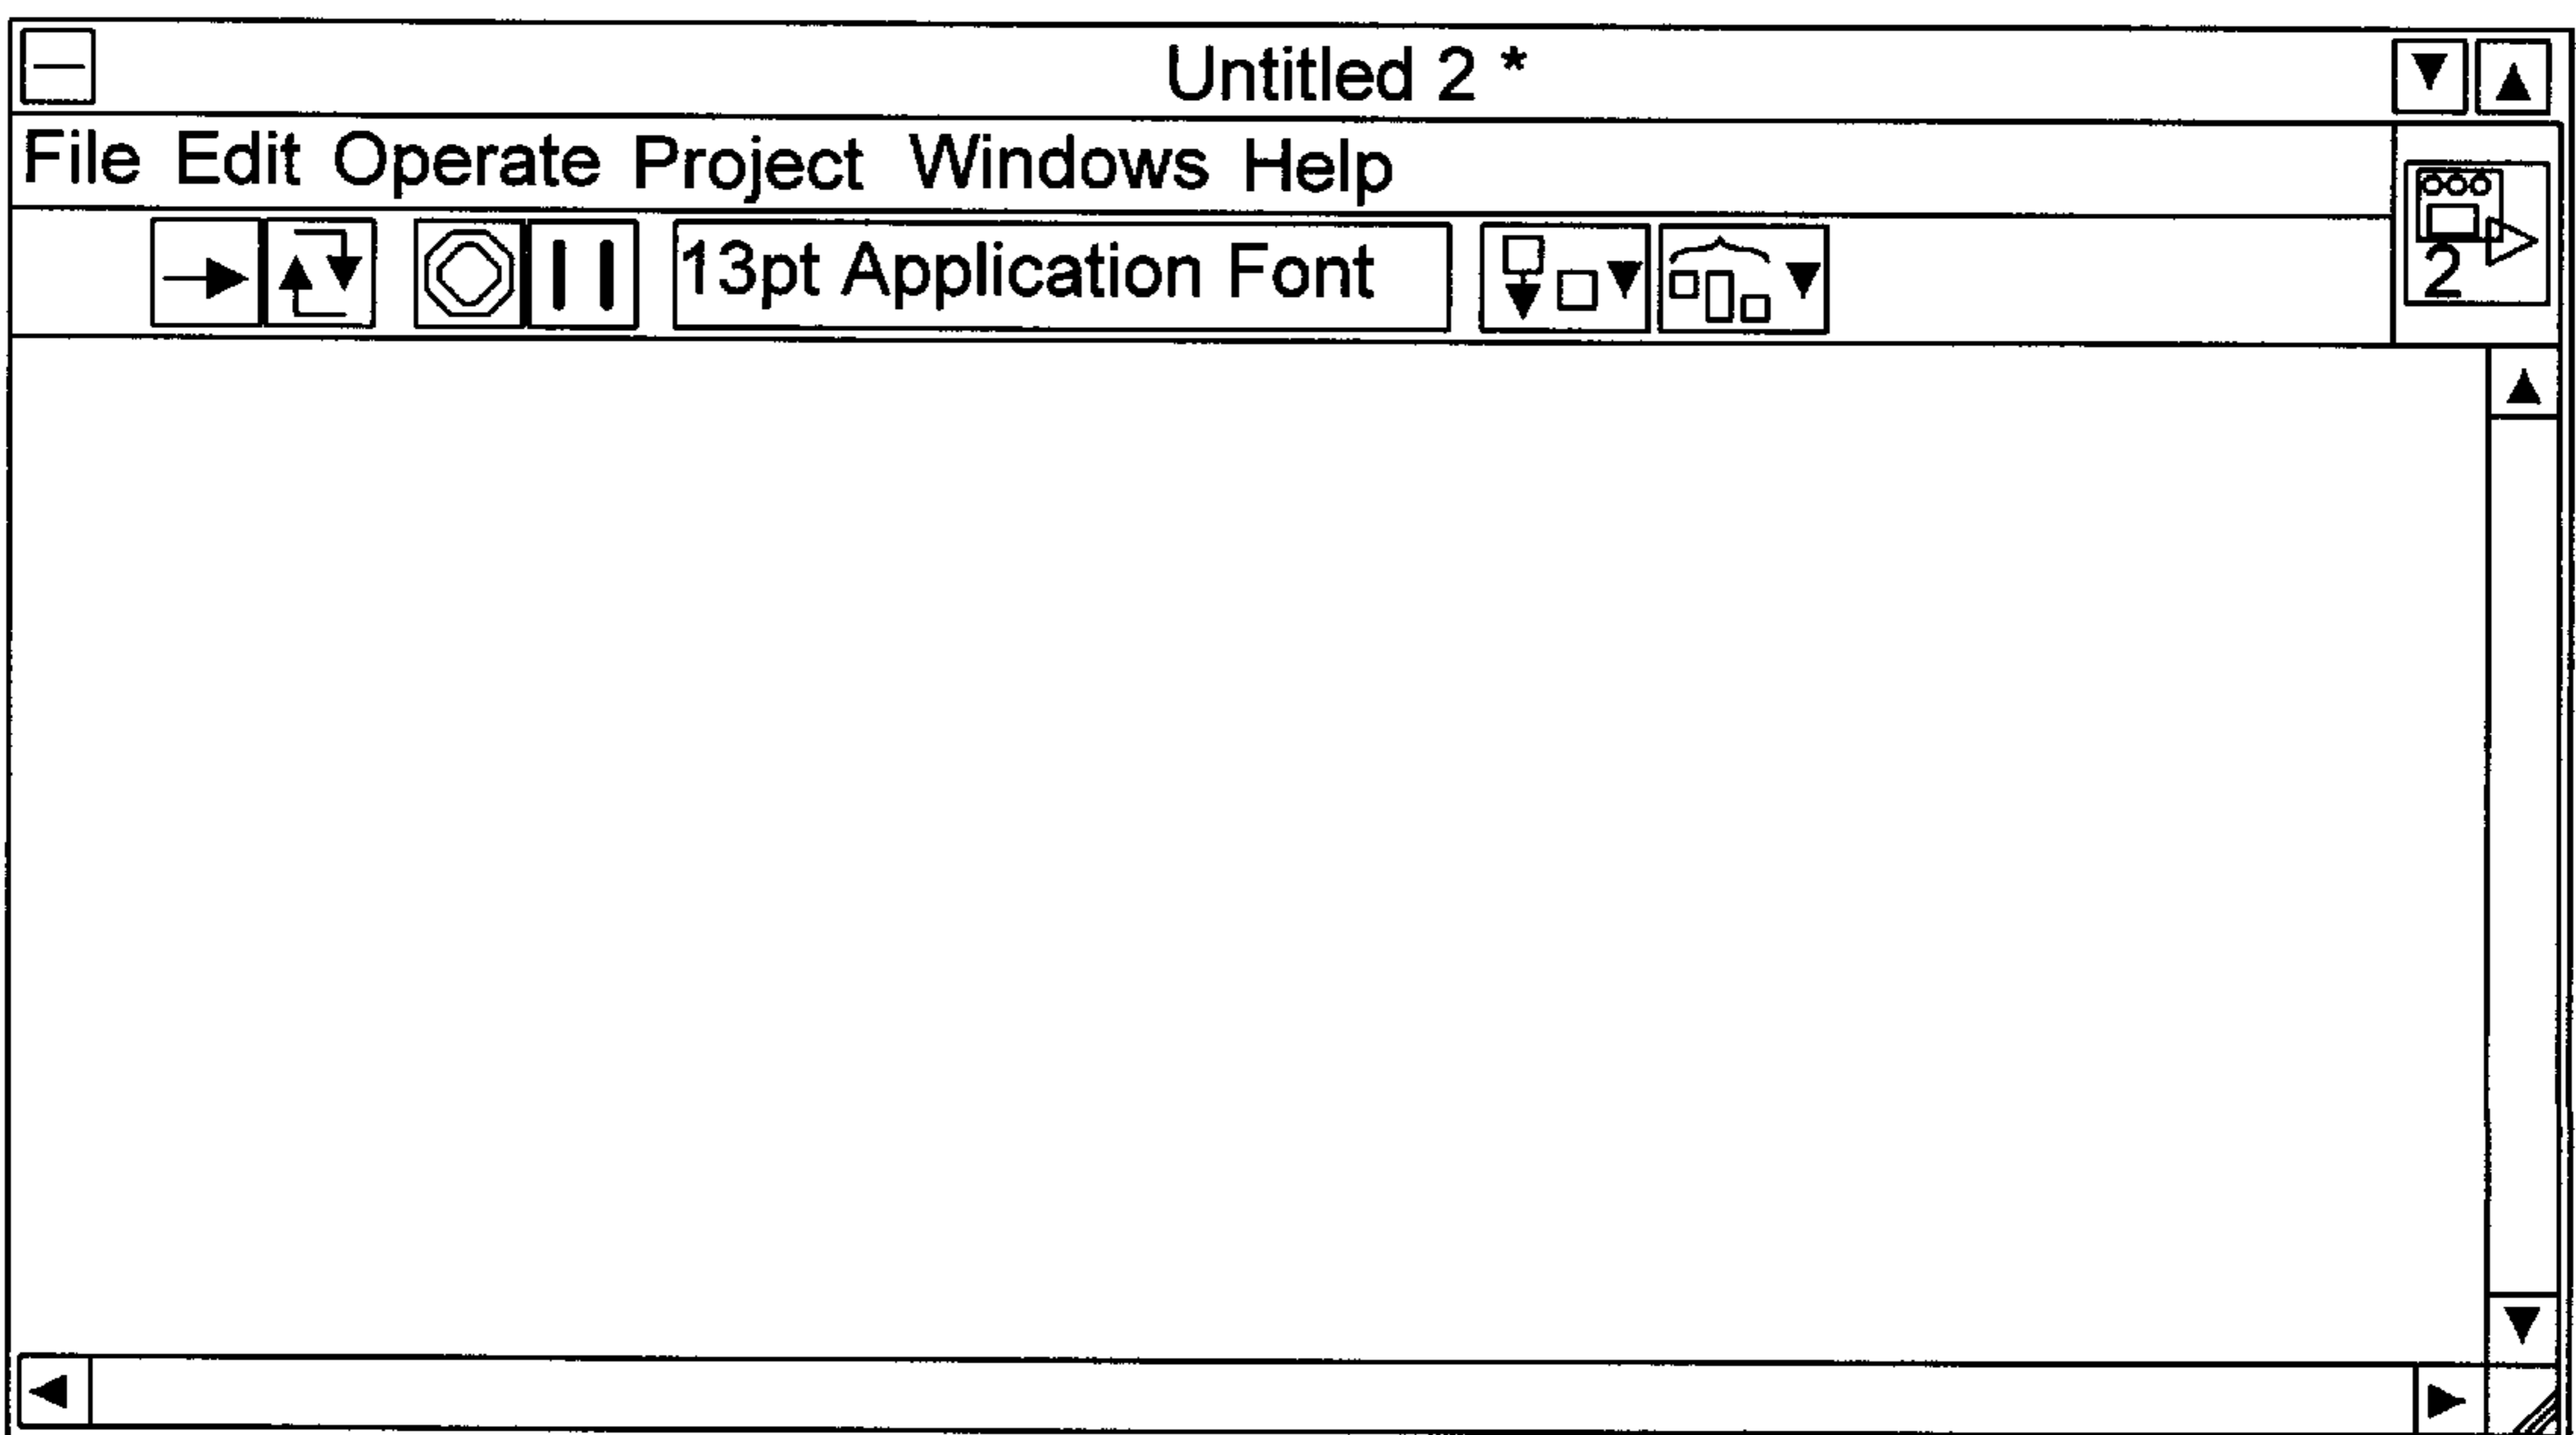 Untitled 2 *
File Edit Operate Project Windows Help
13pt Application Font
2